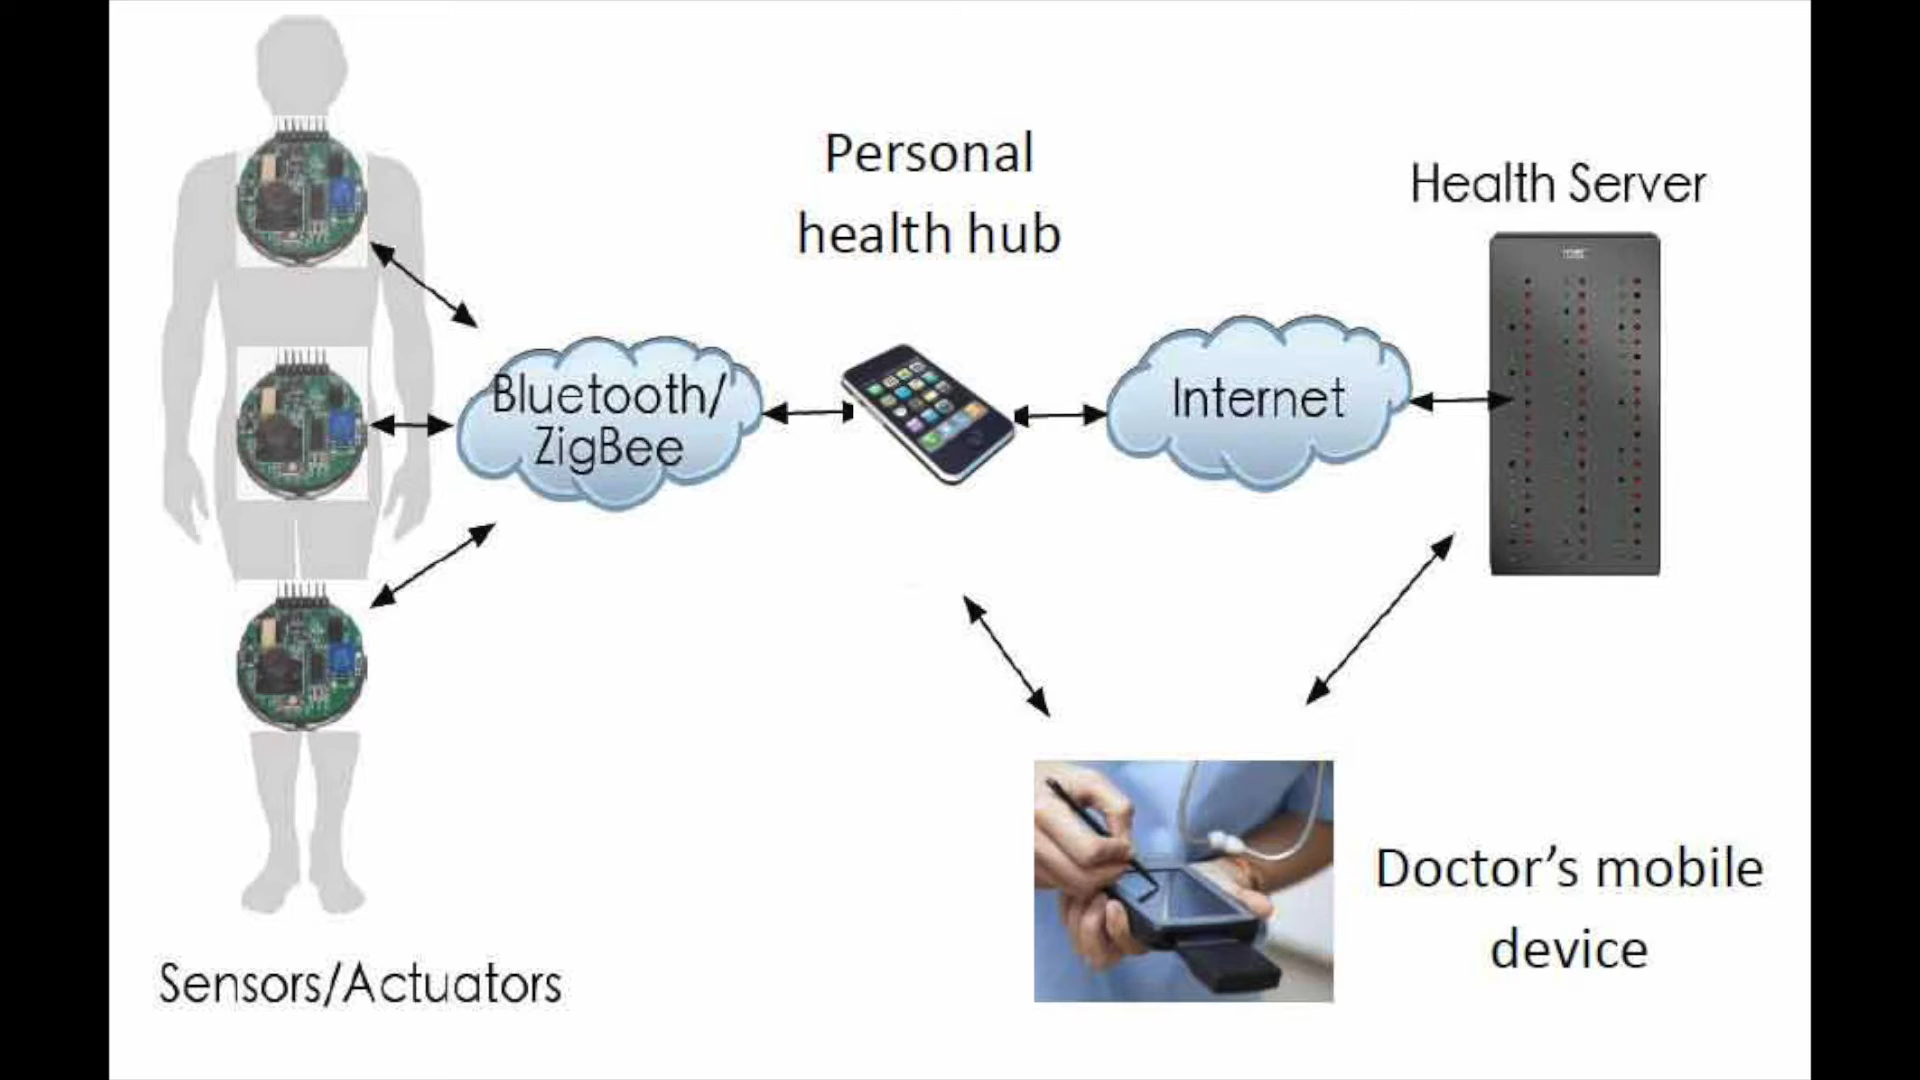 Personal
health hub
Health Server
Bluetooth/
ZigBee
Internet
Doctor’s mobile
device
Sensors/Actuators